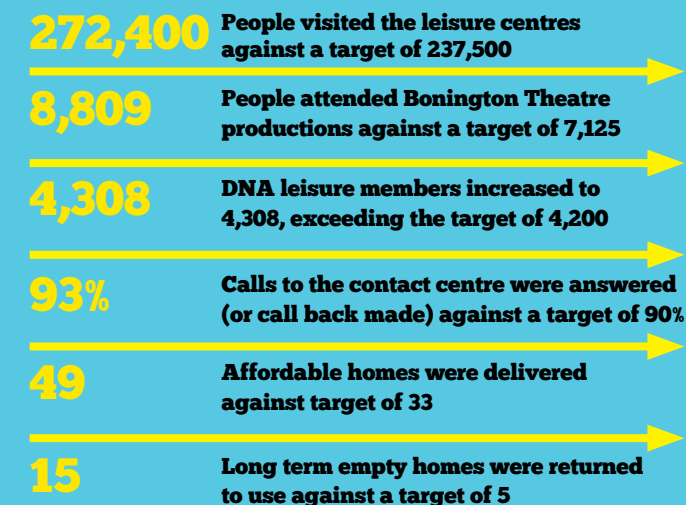 272,400
People visited the leisure centres
against a target of 237,500
8,809
People attended Bonington Theatre
productions against a target of 7,125
4,308
DNA leisure members increased to
4,308, exceeding the target of 4,200
93%
Calls to the contact centre were answered
(or call back made) against a target of 90%
49
Affordable homes were delivered
against target of 33
15
Long term empty homes were returned
to use against a target of 5